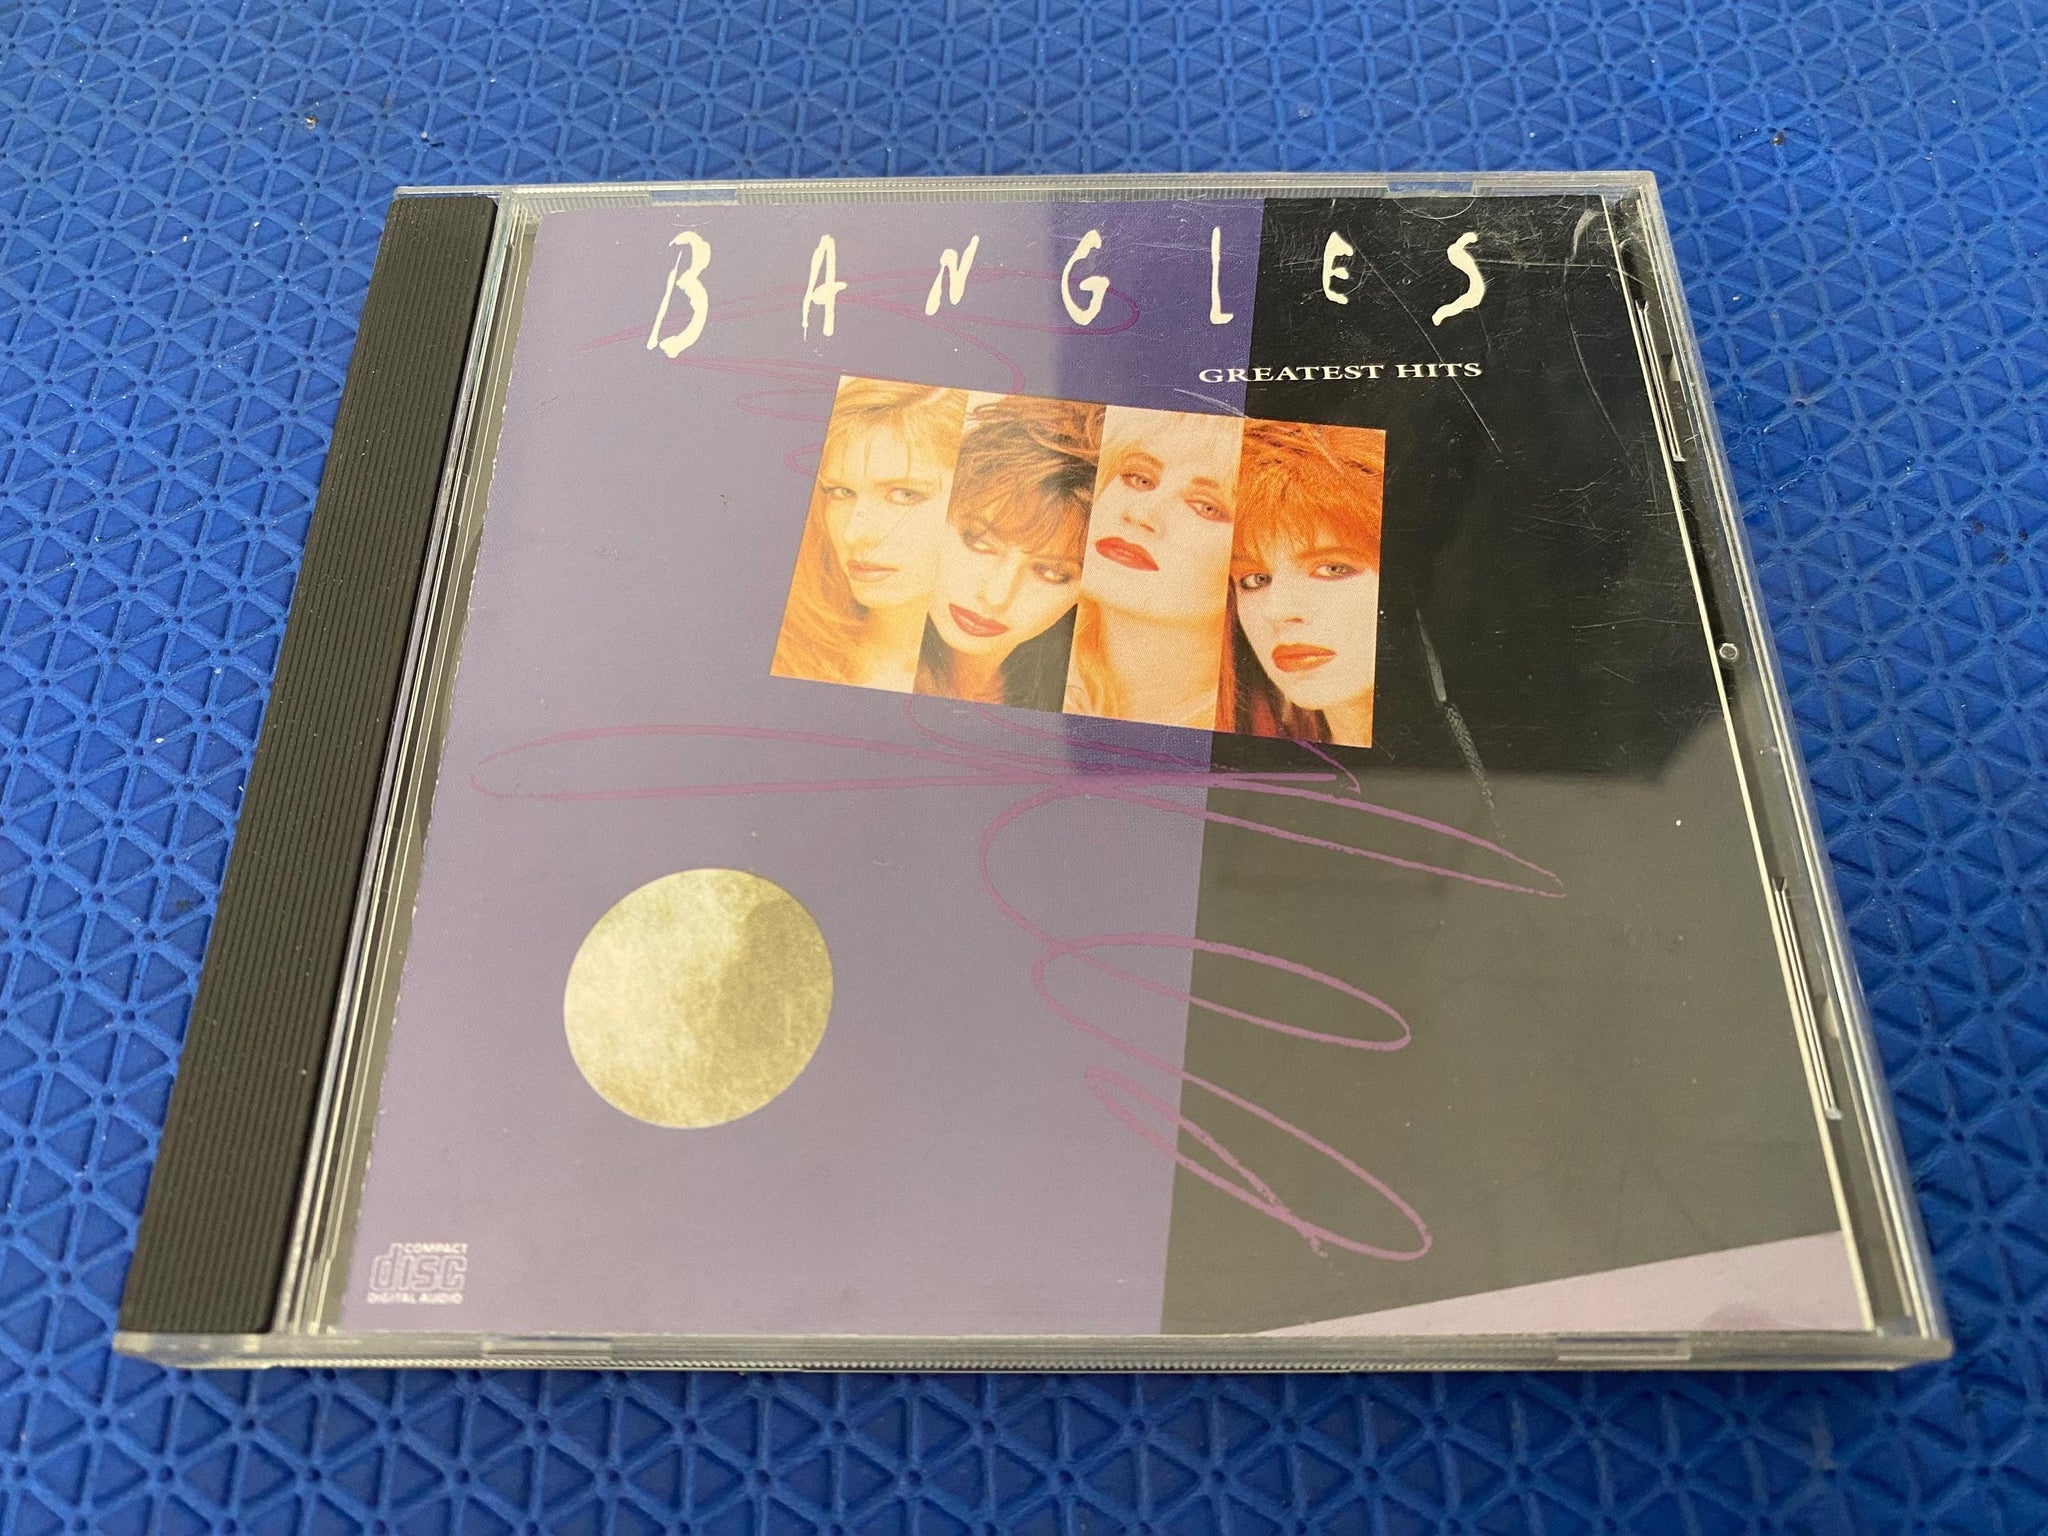 BANGLES
GREATEST HITS
COMPACT
disc
DIGITAL AUDIO